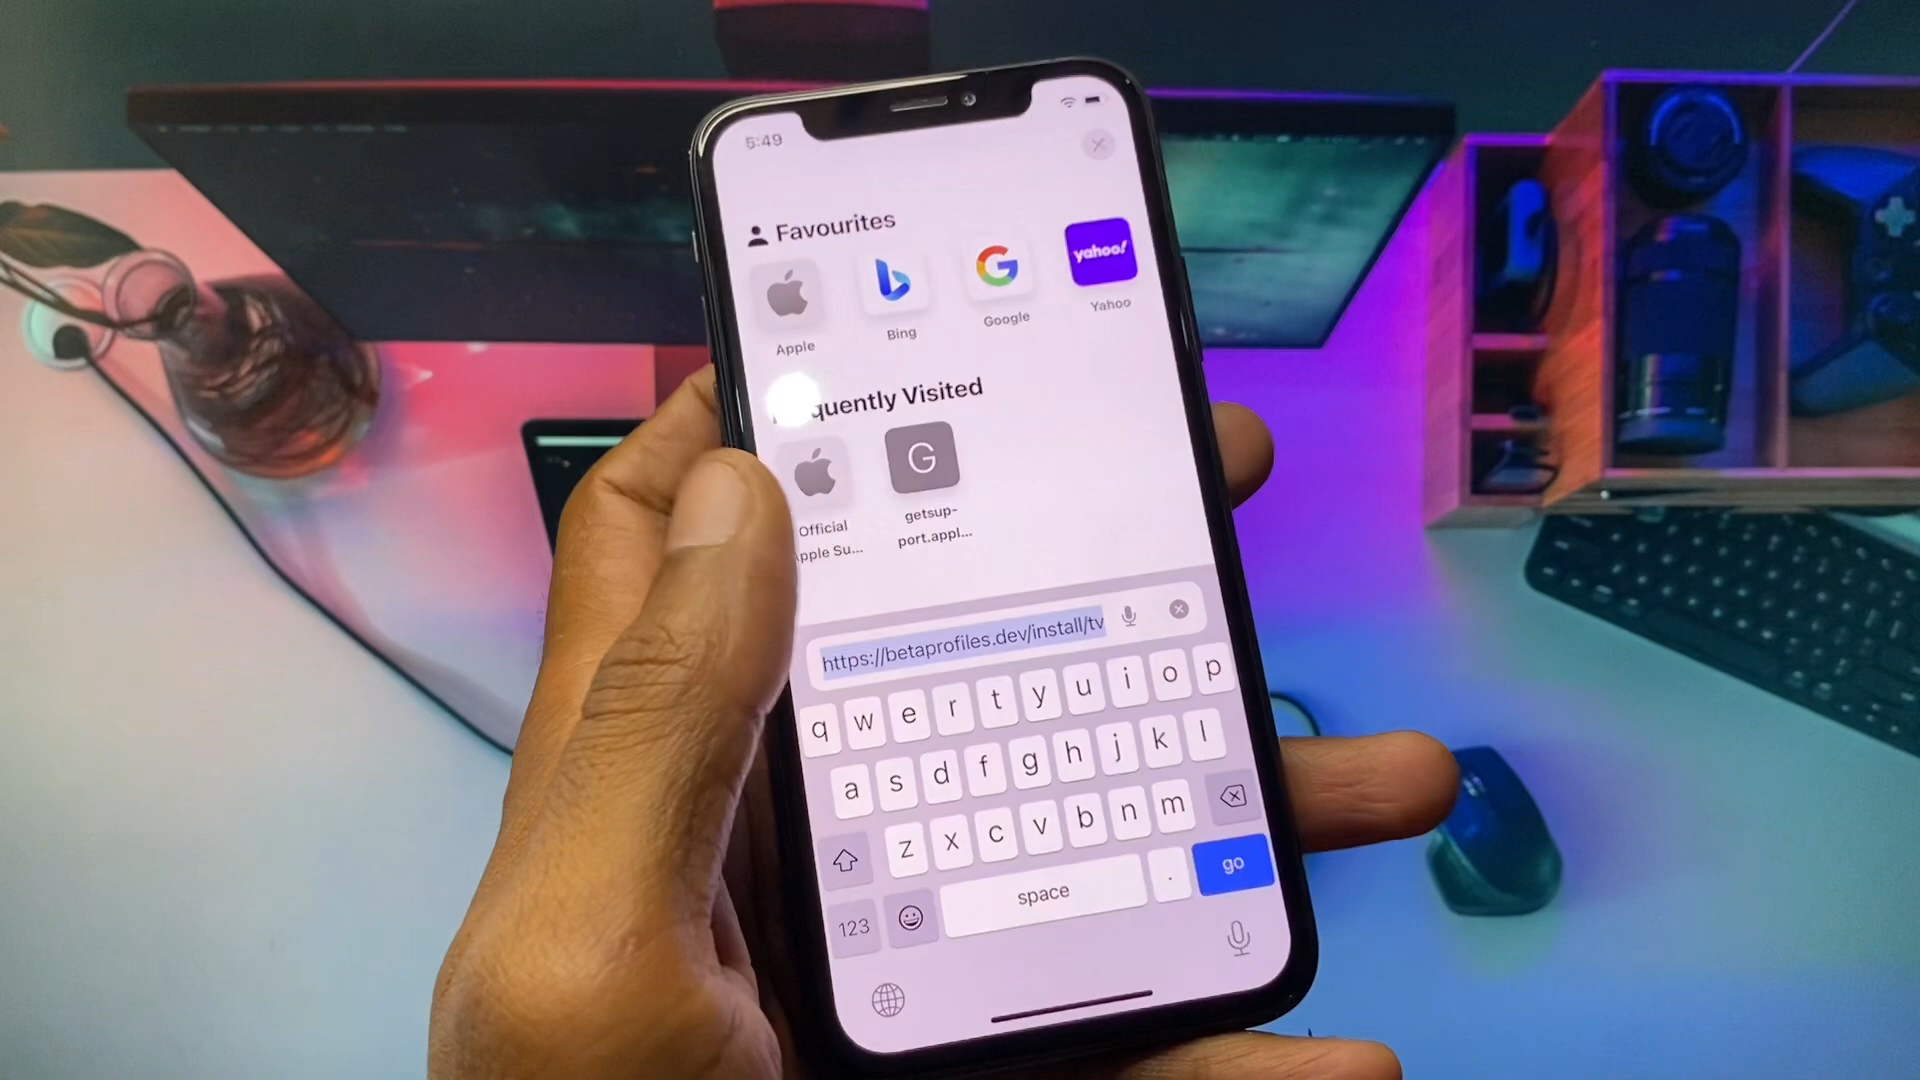 5:49
Favourites
yahoo!
Apple
Bing
Google
Yahoo
quently Visited
G
Official
pple Su...
getsup-
port.appl...
https://betaprofiles.dev/install/tv
q w e r t y u i o p
a s d f g h j k l
z x c v b n m
123
space
.
go